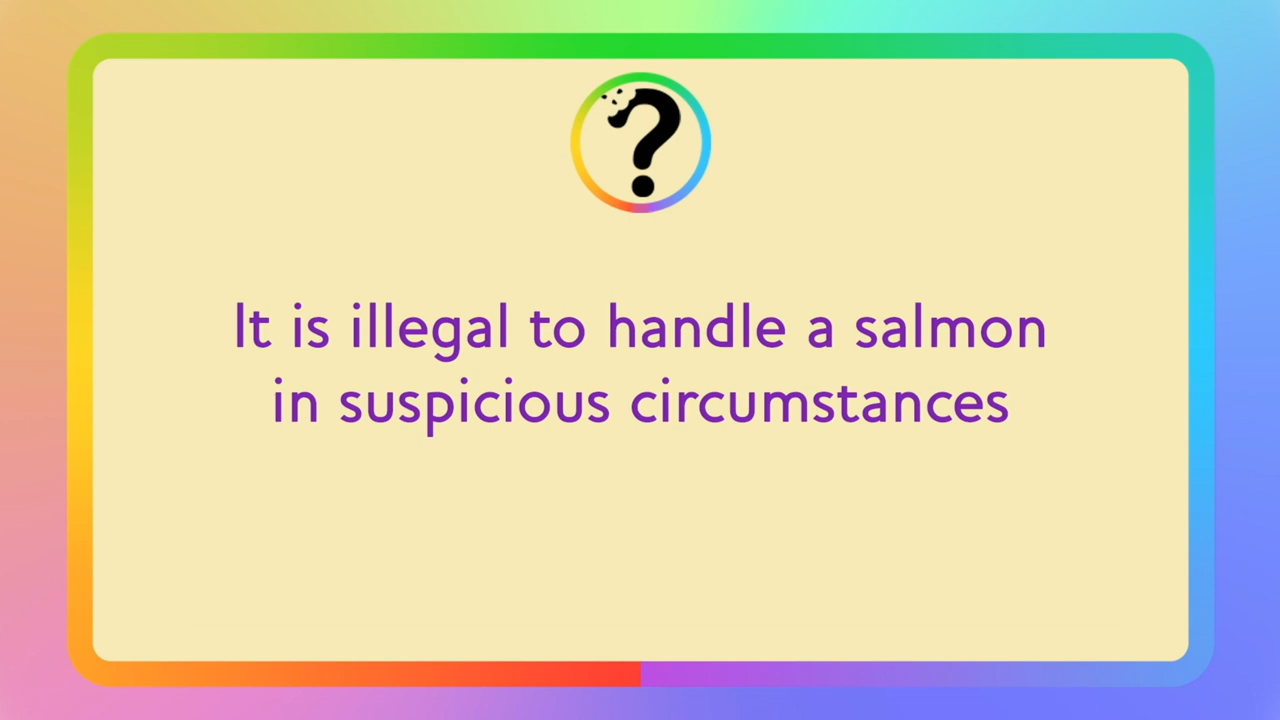 ?
It is illegal to handle a salmon
in suspicious circumstances